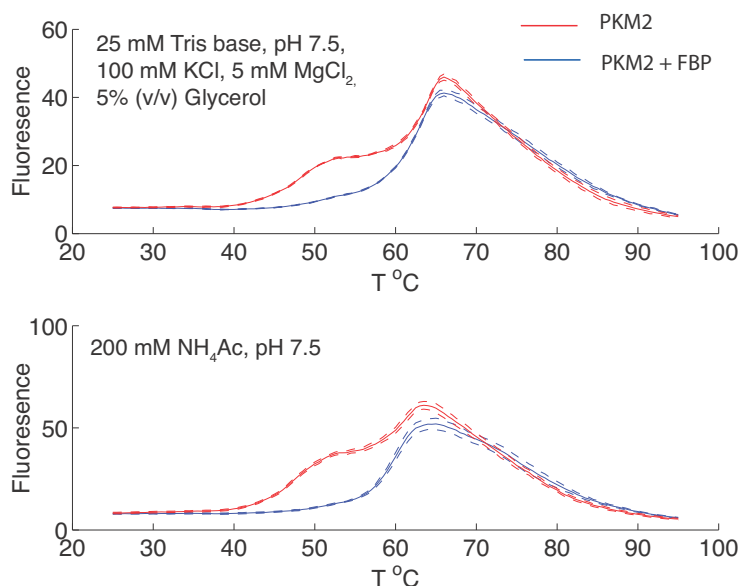 PKM2
PKM2 + FBP
25 mM Tris base, pH 7.5,
100 mM KCl, 5 mM MgCl2,
5% (v/v) Glycerol
Fluoresence
60
40
20
0
20 30 40 50 60 70 80 90 100
T °C
200 mM NH4Ac, pH 7.5
Fluoresence
100
50
0
20 30 40 50 60 70 80 90 100
T °C